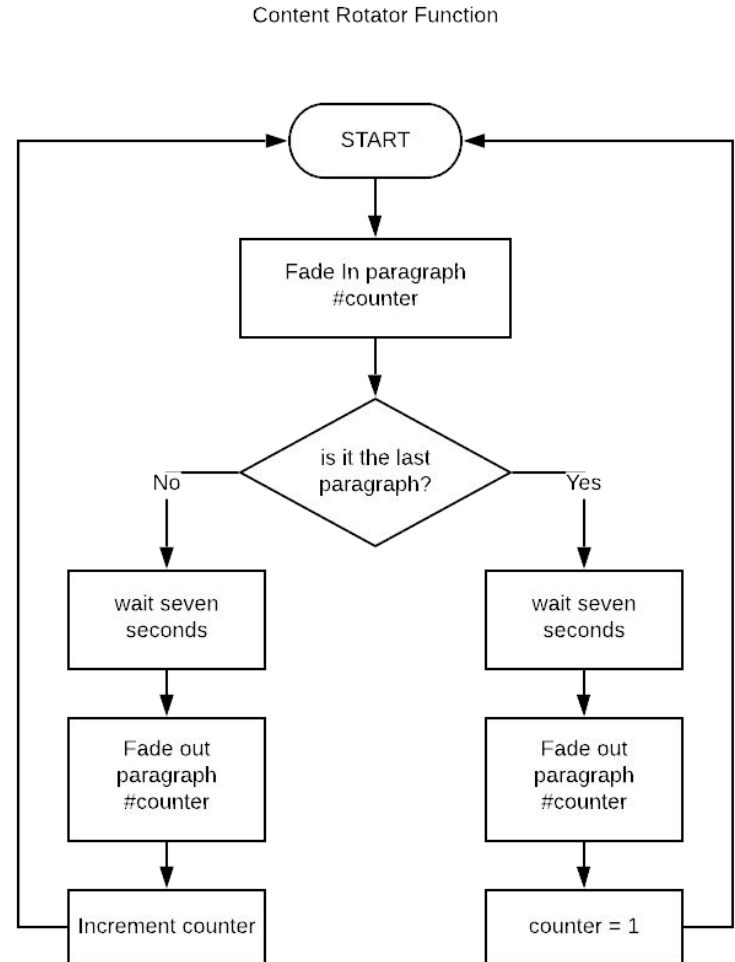 Content Rotator Function
START
Fade In paragraph
#counter
is it the last
paragraph?
No
Yes
wait seven
seconds
wait seven
seconds
Fade out
paragraph
#counter
Fade out
paragraph
#counter
Increment counter
counter = 1